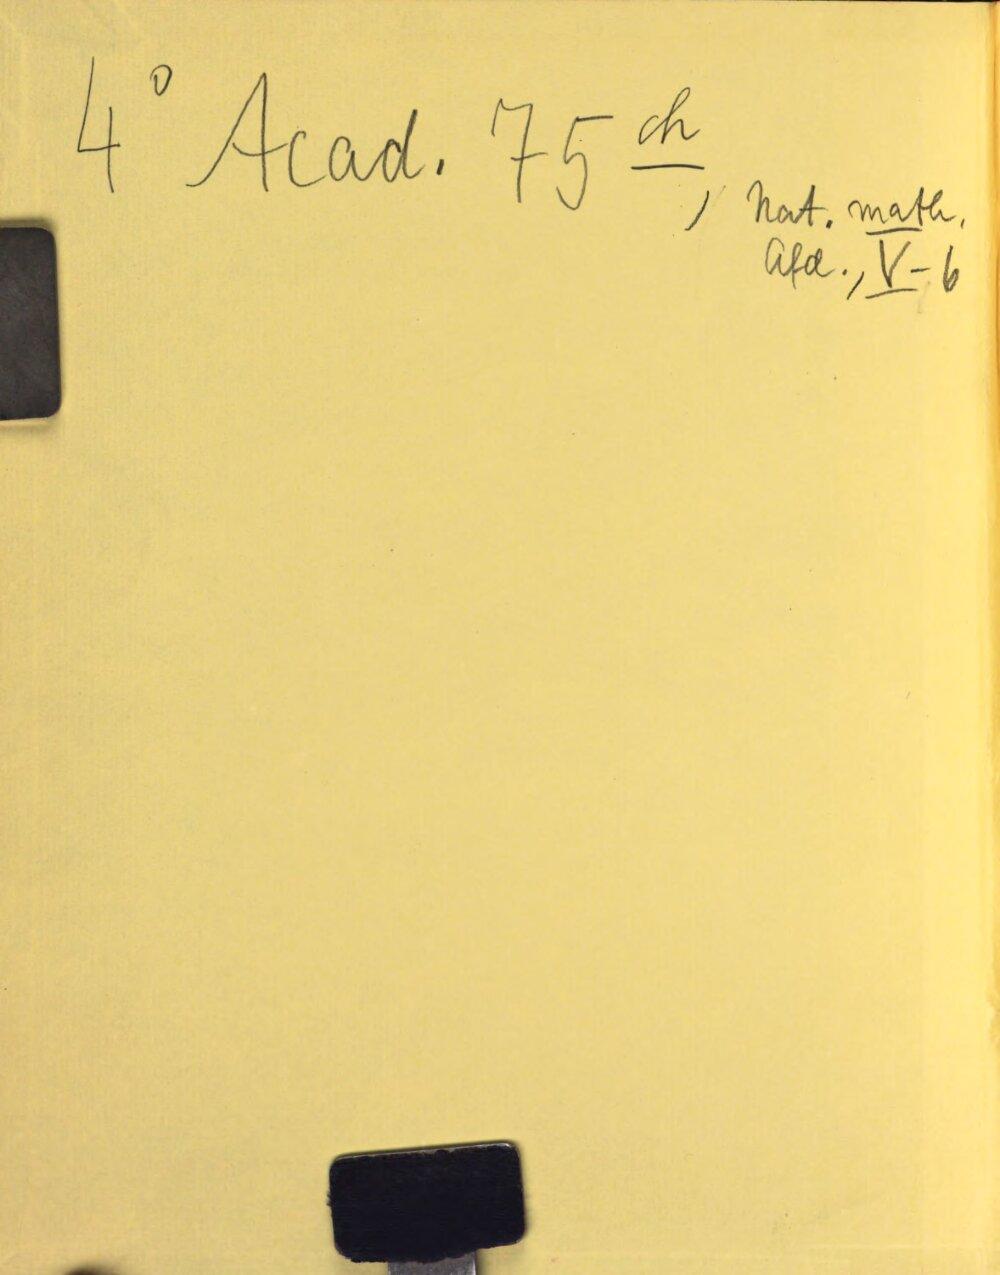 4° Acad. 75 ch, Nat. math.
Afd., V-6